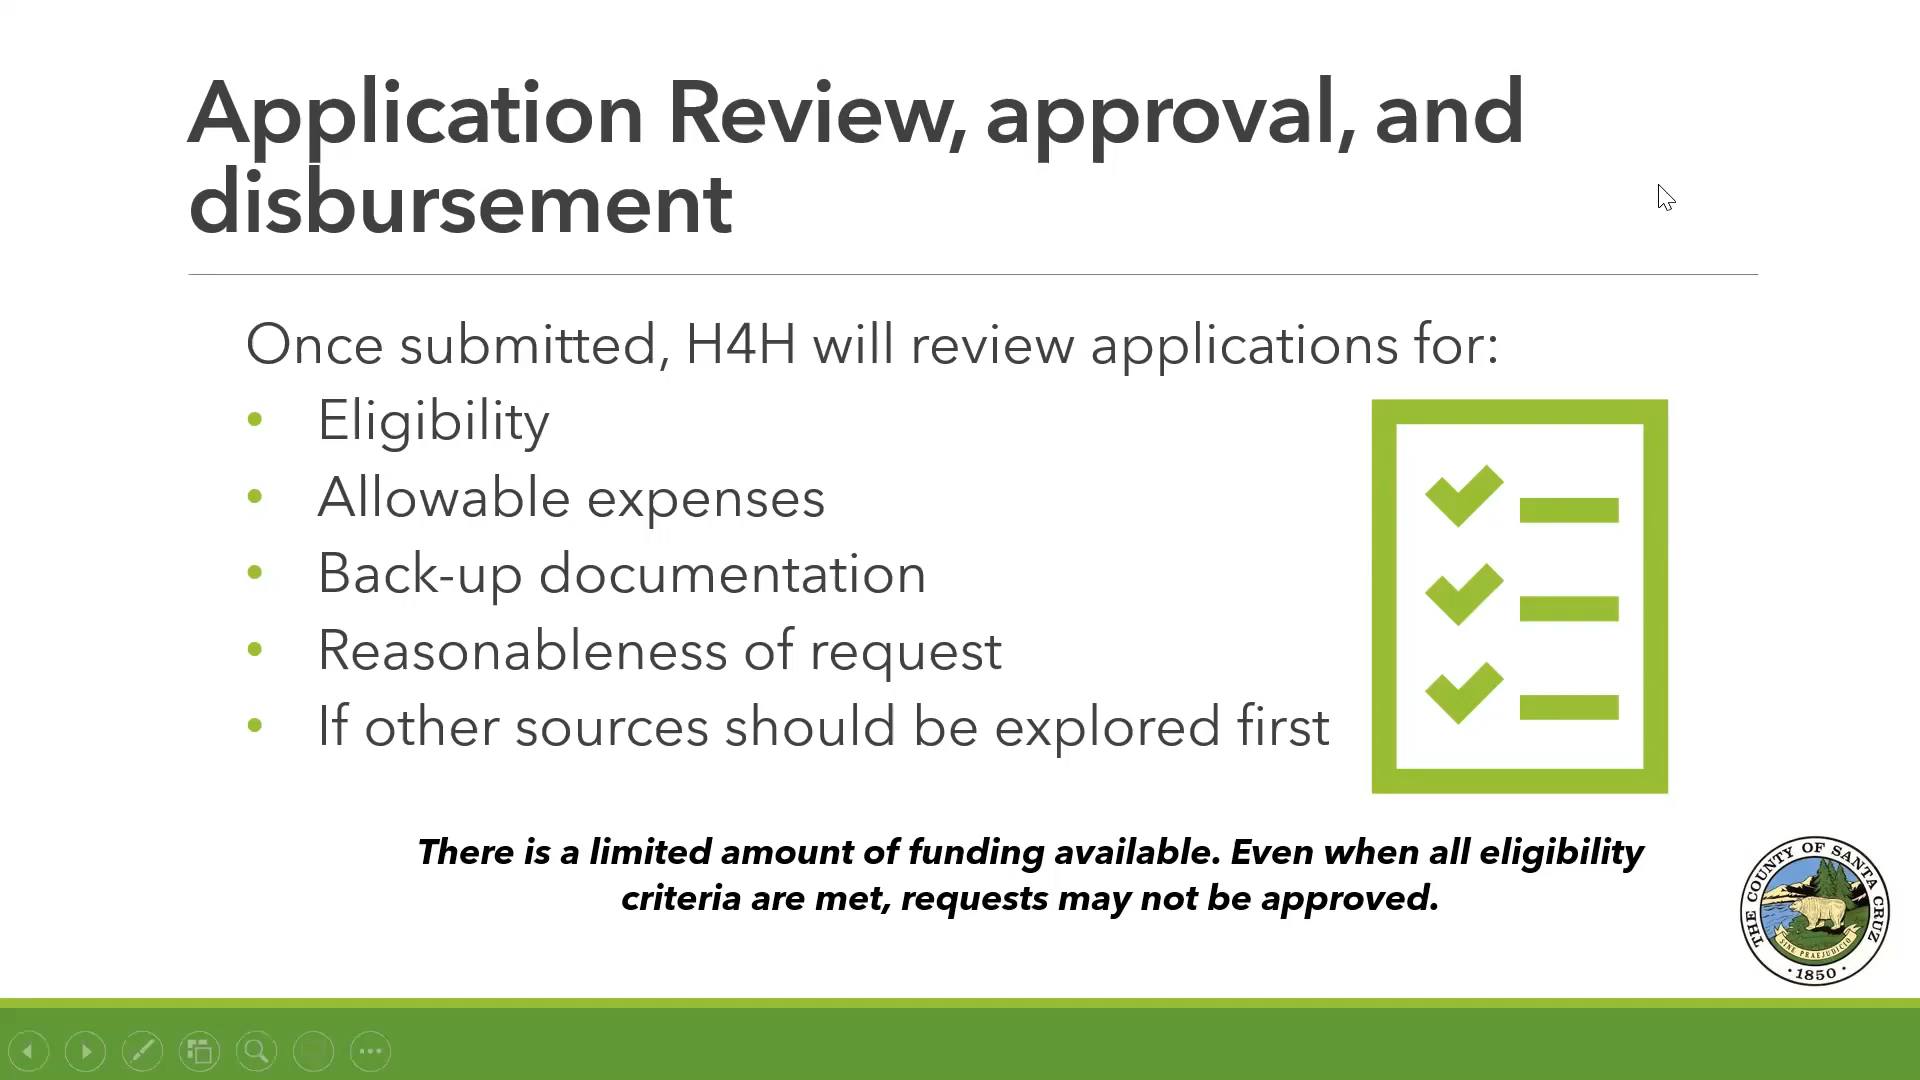 Application Review, approval, and
disbursement
Once submitted, H4H will review applications for:
• Eligibility
• Allowable expenses
• Back-up documentation
• Reasonableness of request
• If other sources should be explored first
There is a limited amount of funding available. Even when all eligibility
criteria are met, requests may not be approved.
THE COUNTY OF SANTA CRUZ
SINE PRAEJUDICIO
• 1850 •